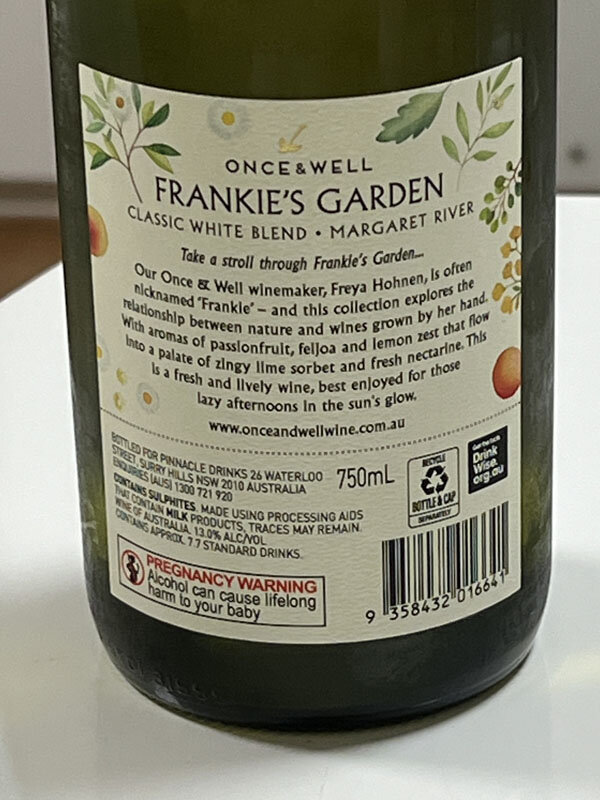 ONCE & WELL
FRANKIE'S GARDEN
CLASSIC WHITE BLEND • MARGARET RIVER
Take a stroll through Frankie's Garden...
Our Once & Well winemaker, Freya Hohnen, is often
nicknamed "Frankie" – and this collection explores the
relationship between nature and wines grown by her hand.
With aromas of passionfruit, feijoa and lemon zest that flow
into a palate of zingy lime sorbet and fresh nectarine. This
is a fresh and lively wine, best enjoyed for those
lazy afternoons in the sun's glow.
www.onceandwellwine.com.au
BOTTLED FOR PINNACLE DRINKS 26 WATERLOO
STREET, SURRY HILLS NSW 2010 AUSTRALIA
ENQUIRIES (AUS) 1300 721 920
CONTAINS SULPHITES. MADE USING PROCESSING AIDS
THAT CONTAIN MILK PRODUCTS, TRACES MAY REMAIN.
WINE OF AUSTRALIA. 13.0% ALC/VOL
CONTAINS APPROX. 7.7 STANDARD DRINKS
750mL
RECYCLE
BOTTLE & CAP
SEPARATELY
Get the facts
Drink
Wise.
org.au
PREGNANCY WARNING
Alcohol can cause lifelong
harm to your baby
9 358432 016641